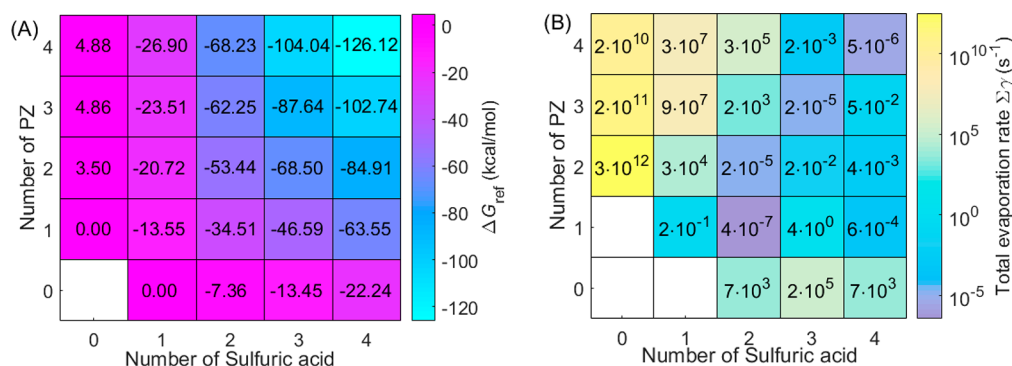 (A)
4 4.88 -26.90 -68.23 -104.04 -126.12
3 4.86 -23.51 -62.25 -87.64 -102.74
2 3.50 -20.72 -53.44 -68.50 -84.91
1 0.00 -13.55 -34.51 -46.59 -63.55
0 0.00 -7.36 -13.45 -22.24
0 1 2 3 4
Number of Sulfuric acid
Number of PZ
0
-20
-40
-60
-80
-100
-120
ΔG_ref (kcal/mol)
(B)
4 2·10^10 3·10^7 3·10^5 2·10^-3 5·10^-6
3 2·10^11 9·10^7 2·10^3 2·10^-5 5·10^-2
2 3·10^12 3·10^4 2·10^-5 2·10^-2 4·10^-3
1 2·10^-1 4·10^-7 4·10^0 6·10^-4
0 7·10^3 2·10^5 7·10^3
0 1 2 3 4
Number of Sulfuric acid
Number of PZ
10^10
10^5
10^0
10^-5
Total evaporation rate Σγ (s^-1)